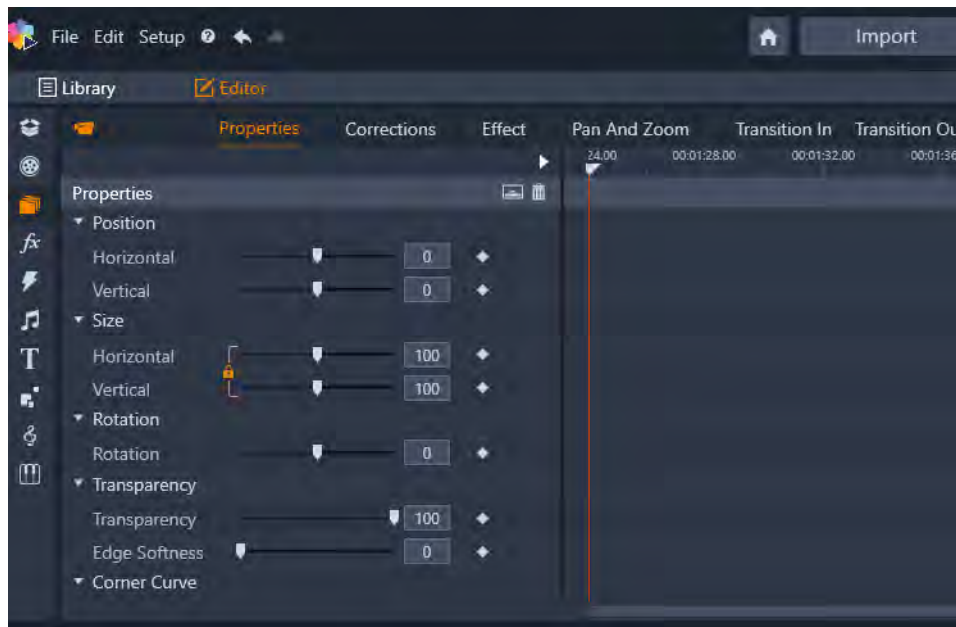 File Edit Setup
Import
Library Editor
Properties Corrections Effect Pan And Zoom Transition In Transition Ou
24.00 00:01:28.00 00:01:32.00 00:01:36
Properties
Position
Horizontal 0
Vertical 0
Size
Horizontal 100
Vertical 100
Rotation
Rotation 0
Transparency
Transparency 100
Edge Softness 0
Corner Curve
fx
T